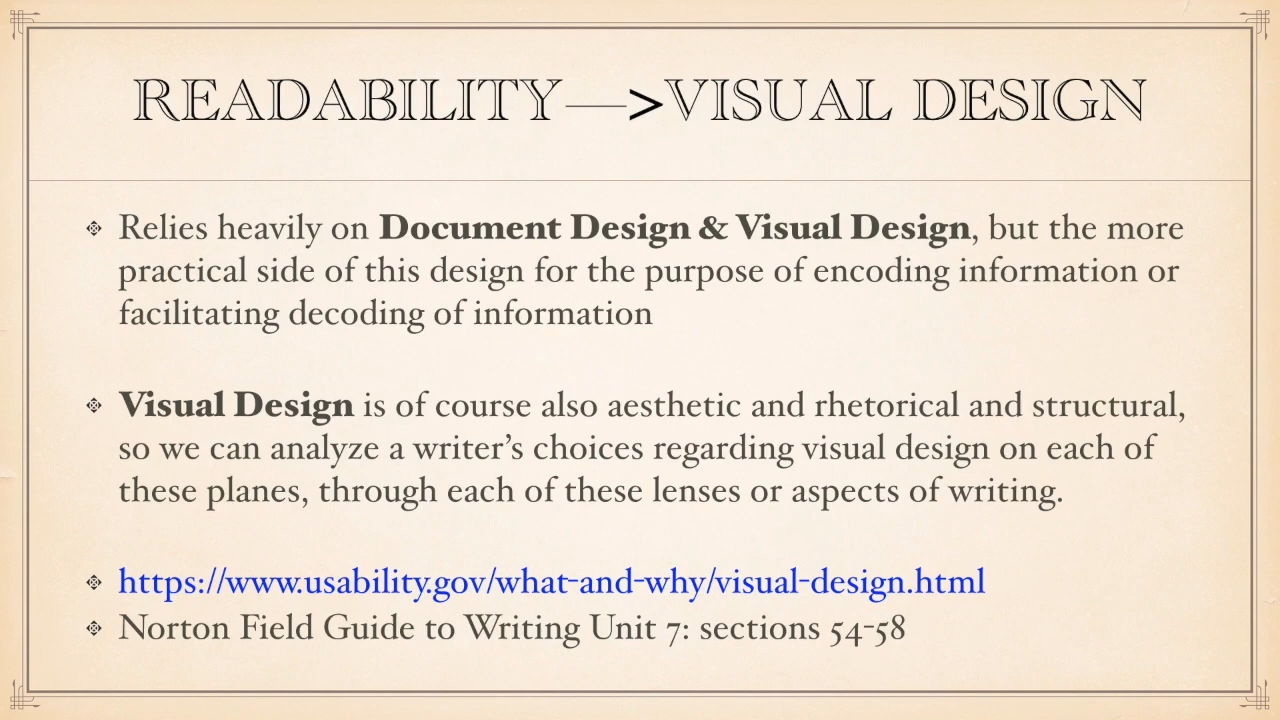 READABILITY—>VISUAL DESIGN
Relies heavily on Document Design & Visual Design, but the more
practical side of this design for the purpose of encoding information or
facilitating decoding of information
Visual Design is of course also aesthetic and rhetorical and structural,
so we can analyze a writer’s choices regarding visual design on each of
these planes, through each of these lenses or aspects of writing.
https://www.usability.gov/what-and-why/visual-design.html
Norton Field Guide to Writing Unit 7: sections 54-58